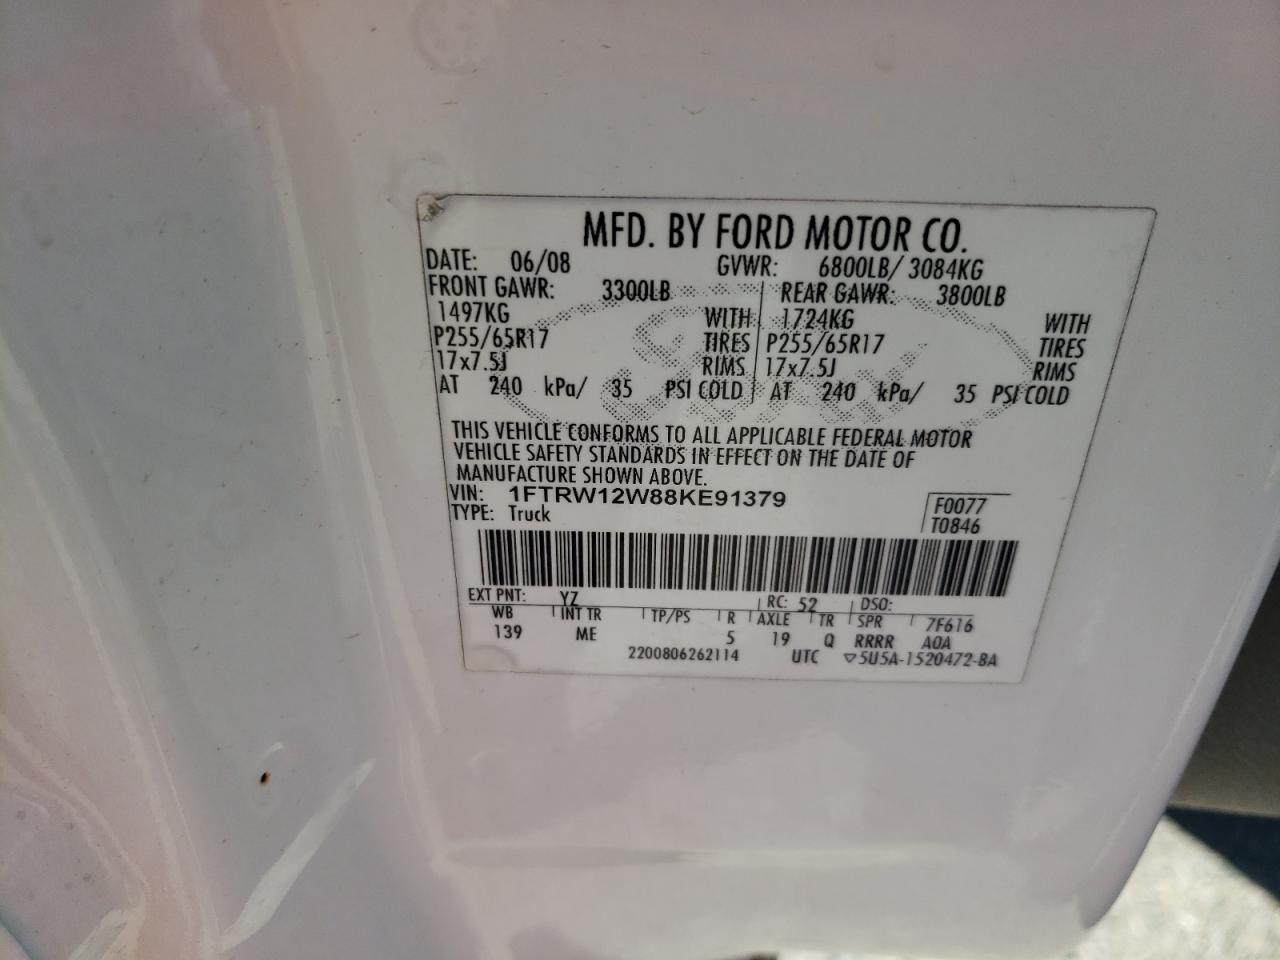 MFD. BY FORD MOTOR CO.
DATE: 06/08 GVWR: 6800LB/ 3084KG
FRONT GAWR: 3300LB REAR GAWR: 3800LB
1497KG WITH 1724KG WITH
P255/65R17 TIRES P255/65R17 TIRES
17x7.5J RIMS 17x7.5J RIMS
AT 240 kPa/ 35 PSI COLD AT 240 kPa/ 35 PSI COLD
THIS VEHICLE CONFORMS TO ALL APPLICABLE FEDERAL MOTOR
VEHICLE SAFETY STANDARDS IN EFFECT ON THE DATE OF
MANUFACTURE SHOWN ABOVE.
VIN: 1FTRW12W88KE91379 F0077
TYPE: Truck T0846
EXT PNT: YZ RC: 52 DSO:
WB INT TR TP/PS R AXLE TR SPR 7F616
139 ME 5 19 Q RRRR AOA
2200806262114 UTC ▽5U5A-1520472-BA